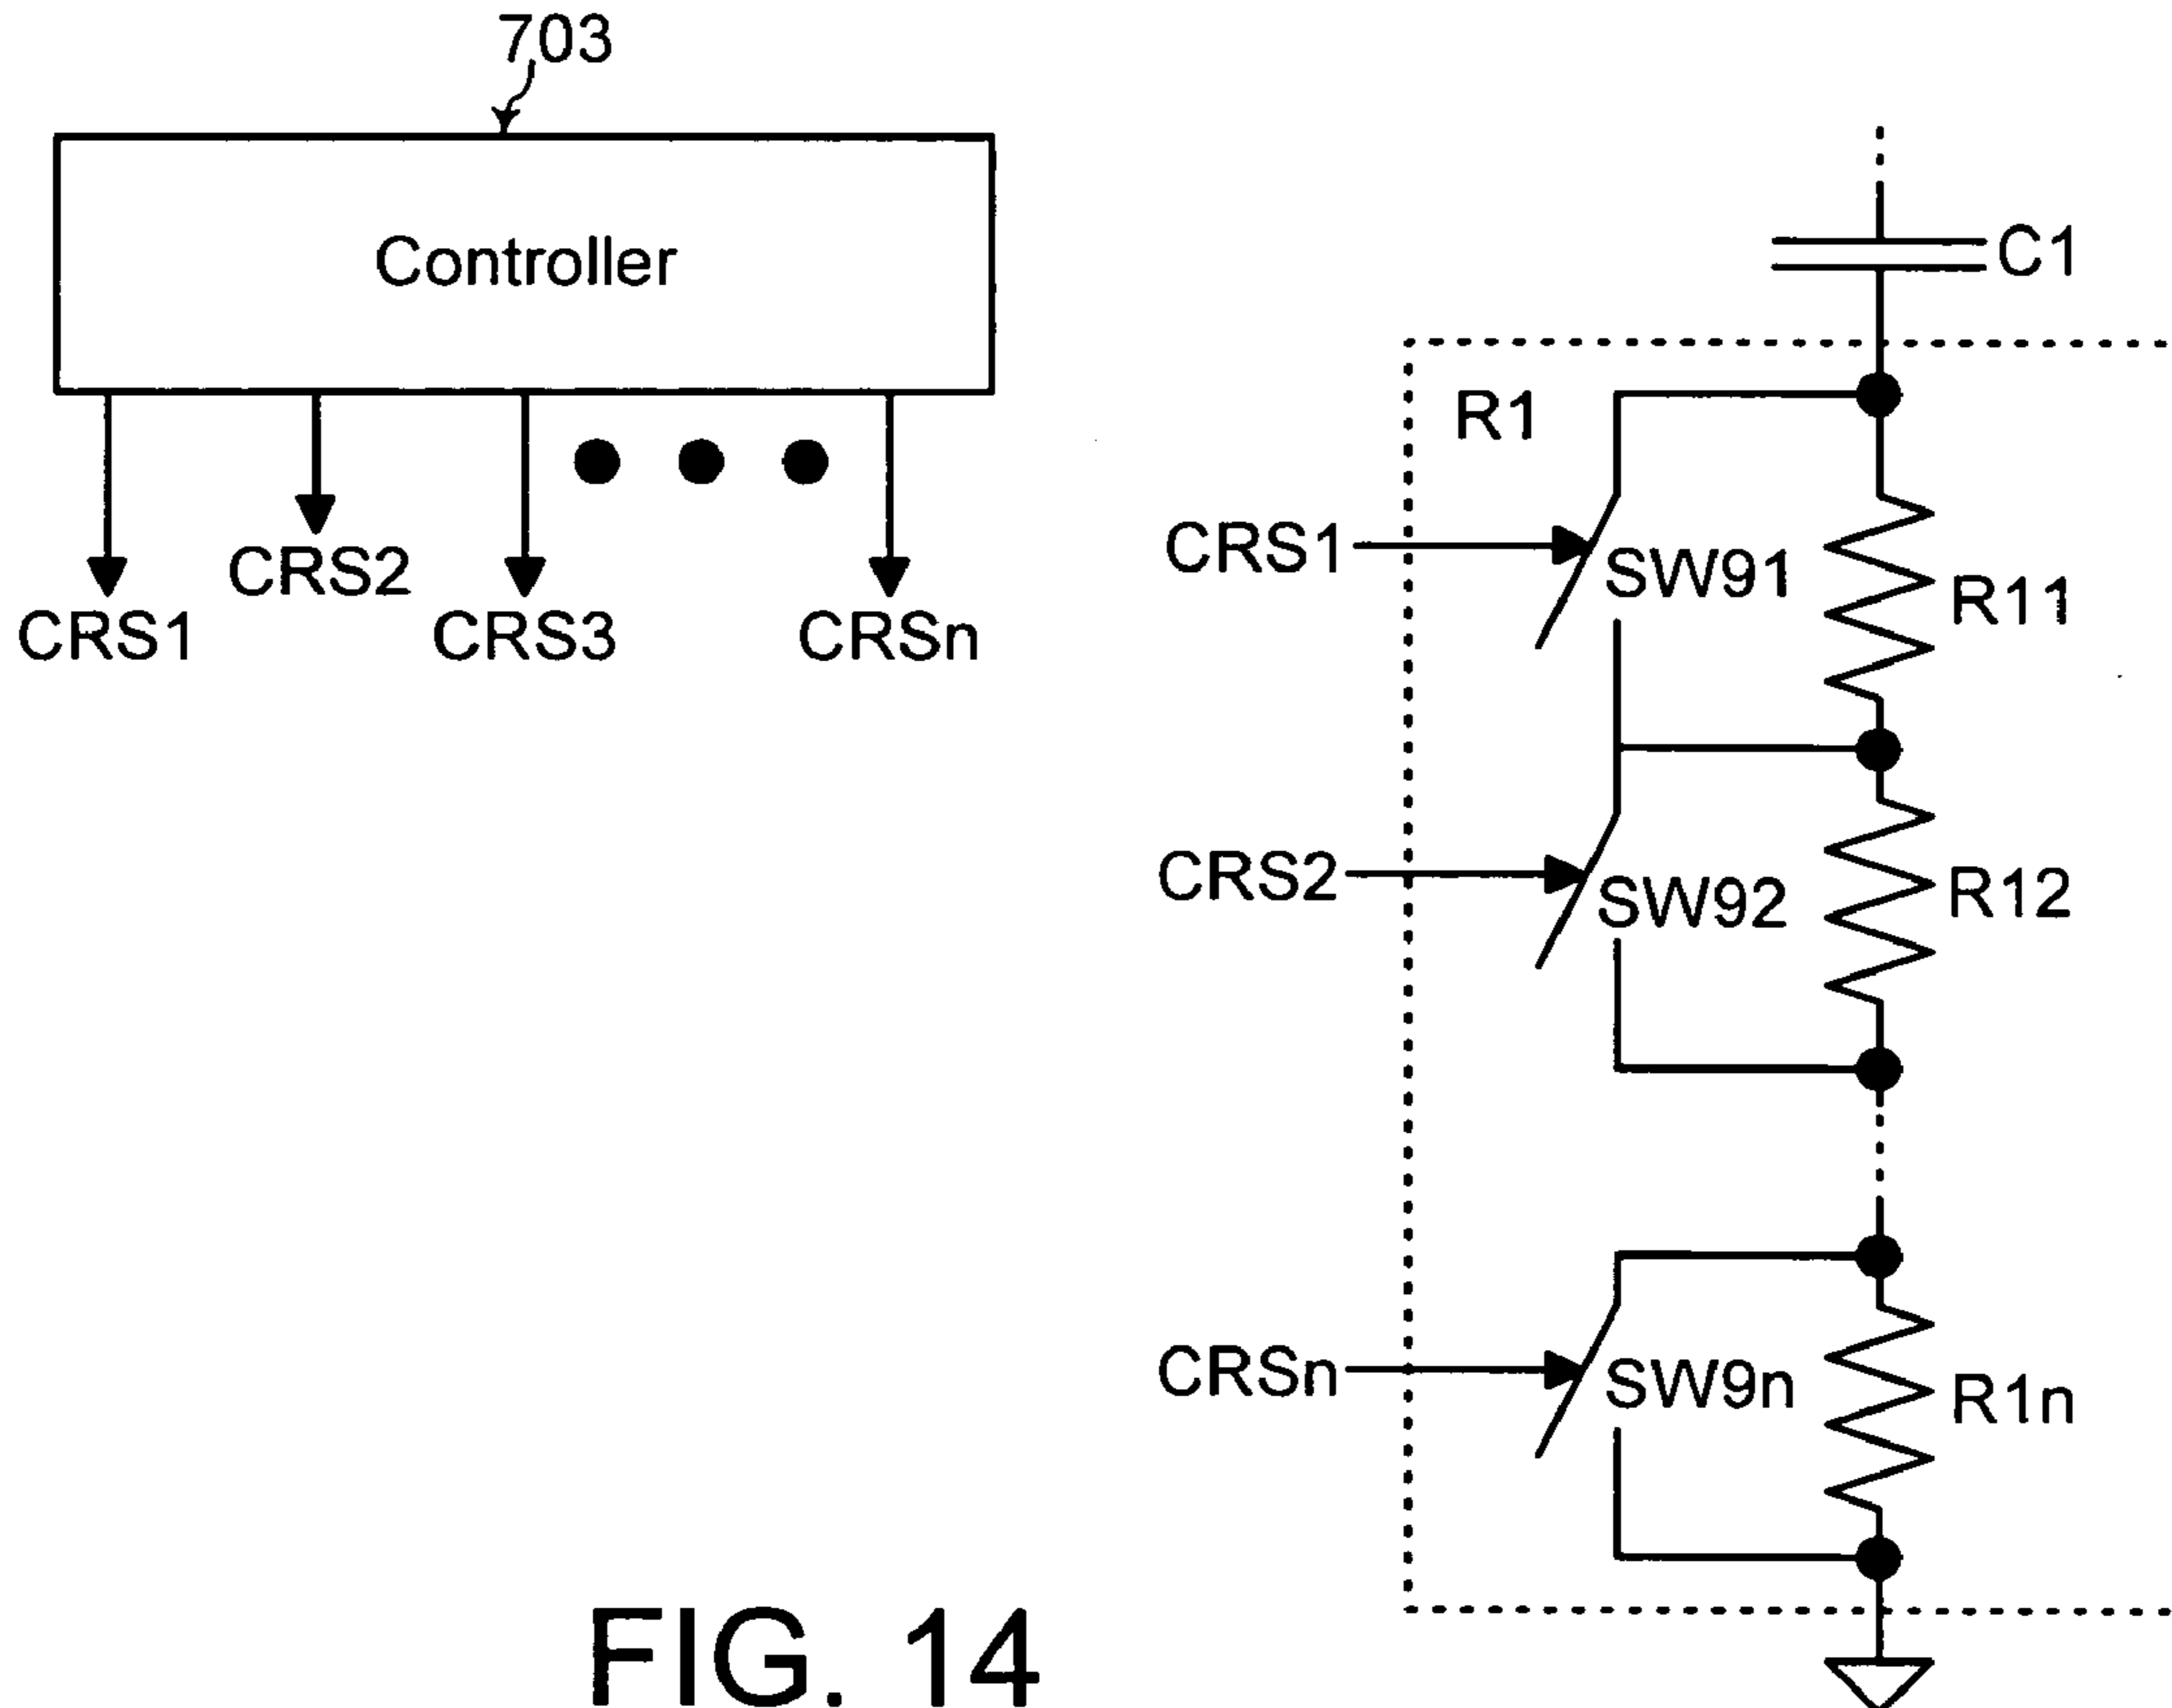 703
Controller
CRS1
CRS2
CRS3
CRSn
C1
R1
CRS1
SW91
R11
CRS2
SW92
R12
CRSn
SW9n
R1n
FIG. 14